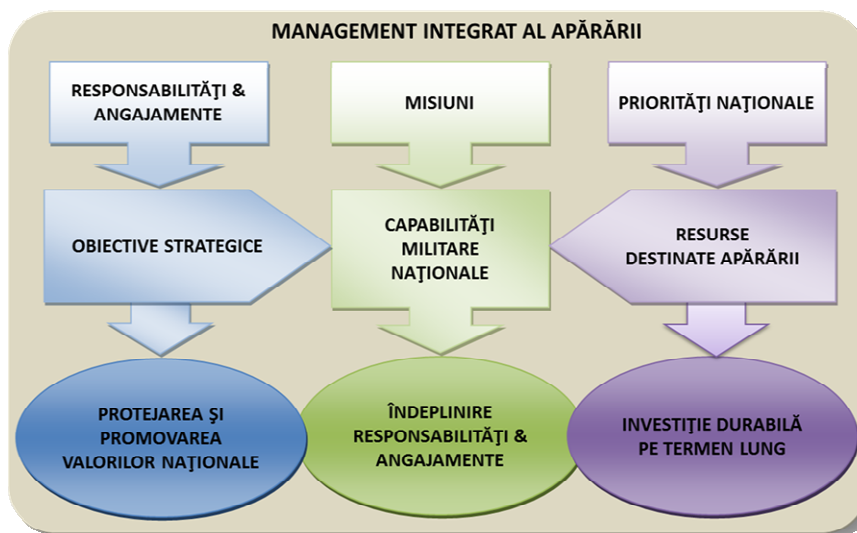 MANAGEMENT INTEGRAT AL APĂRĂRII
RESPONSABILITĂŢI &
ANGAJAMENTE
MISIUNI
PRIORITĂŢI NAŢIONALE
OBIECTIVE STRATEGICE
CAPABILITĂŢI
MILITARE
NAŢIONALE
RESURSE
DESTINATE APĂRĂRII
PROTEJAREA ŞI
PROMOVAREA
VALORILOR NAŢIONALE
ÎNDEPLINIRE
RESPONSABILITĂŢI &
ANGAJAMENTE
INVESTIŢIE DURABILĂ
PE TERMEN LUNG